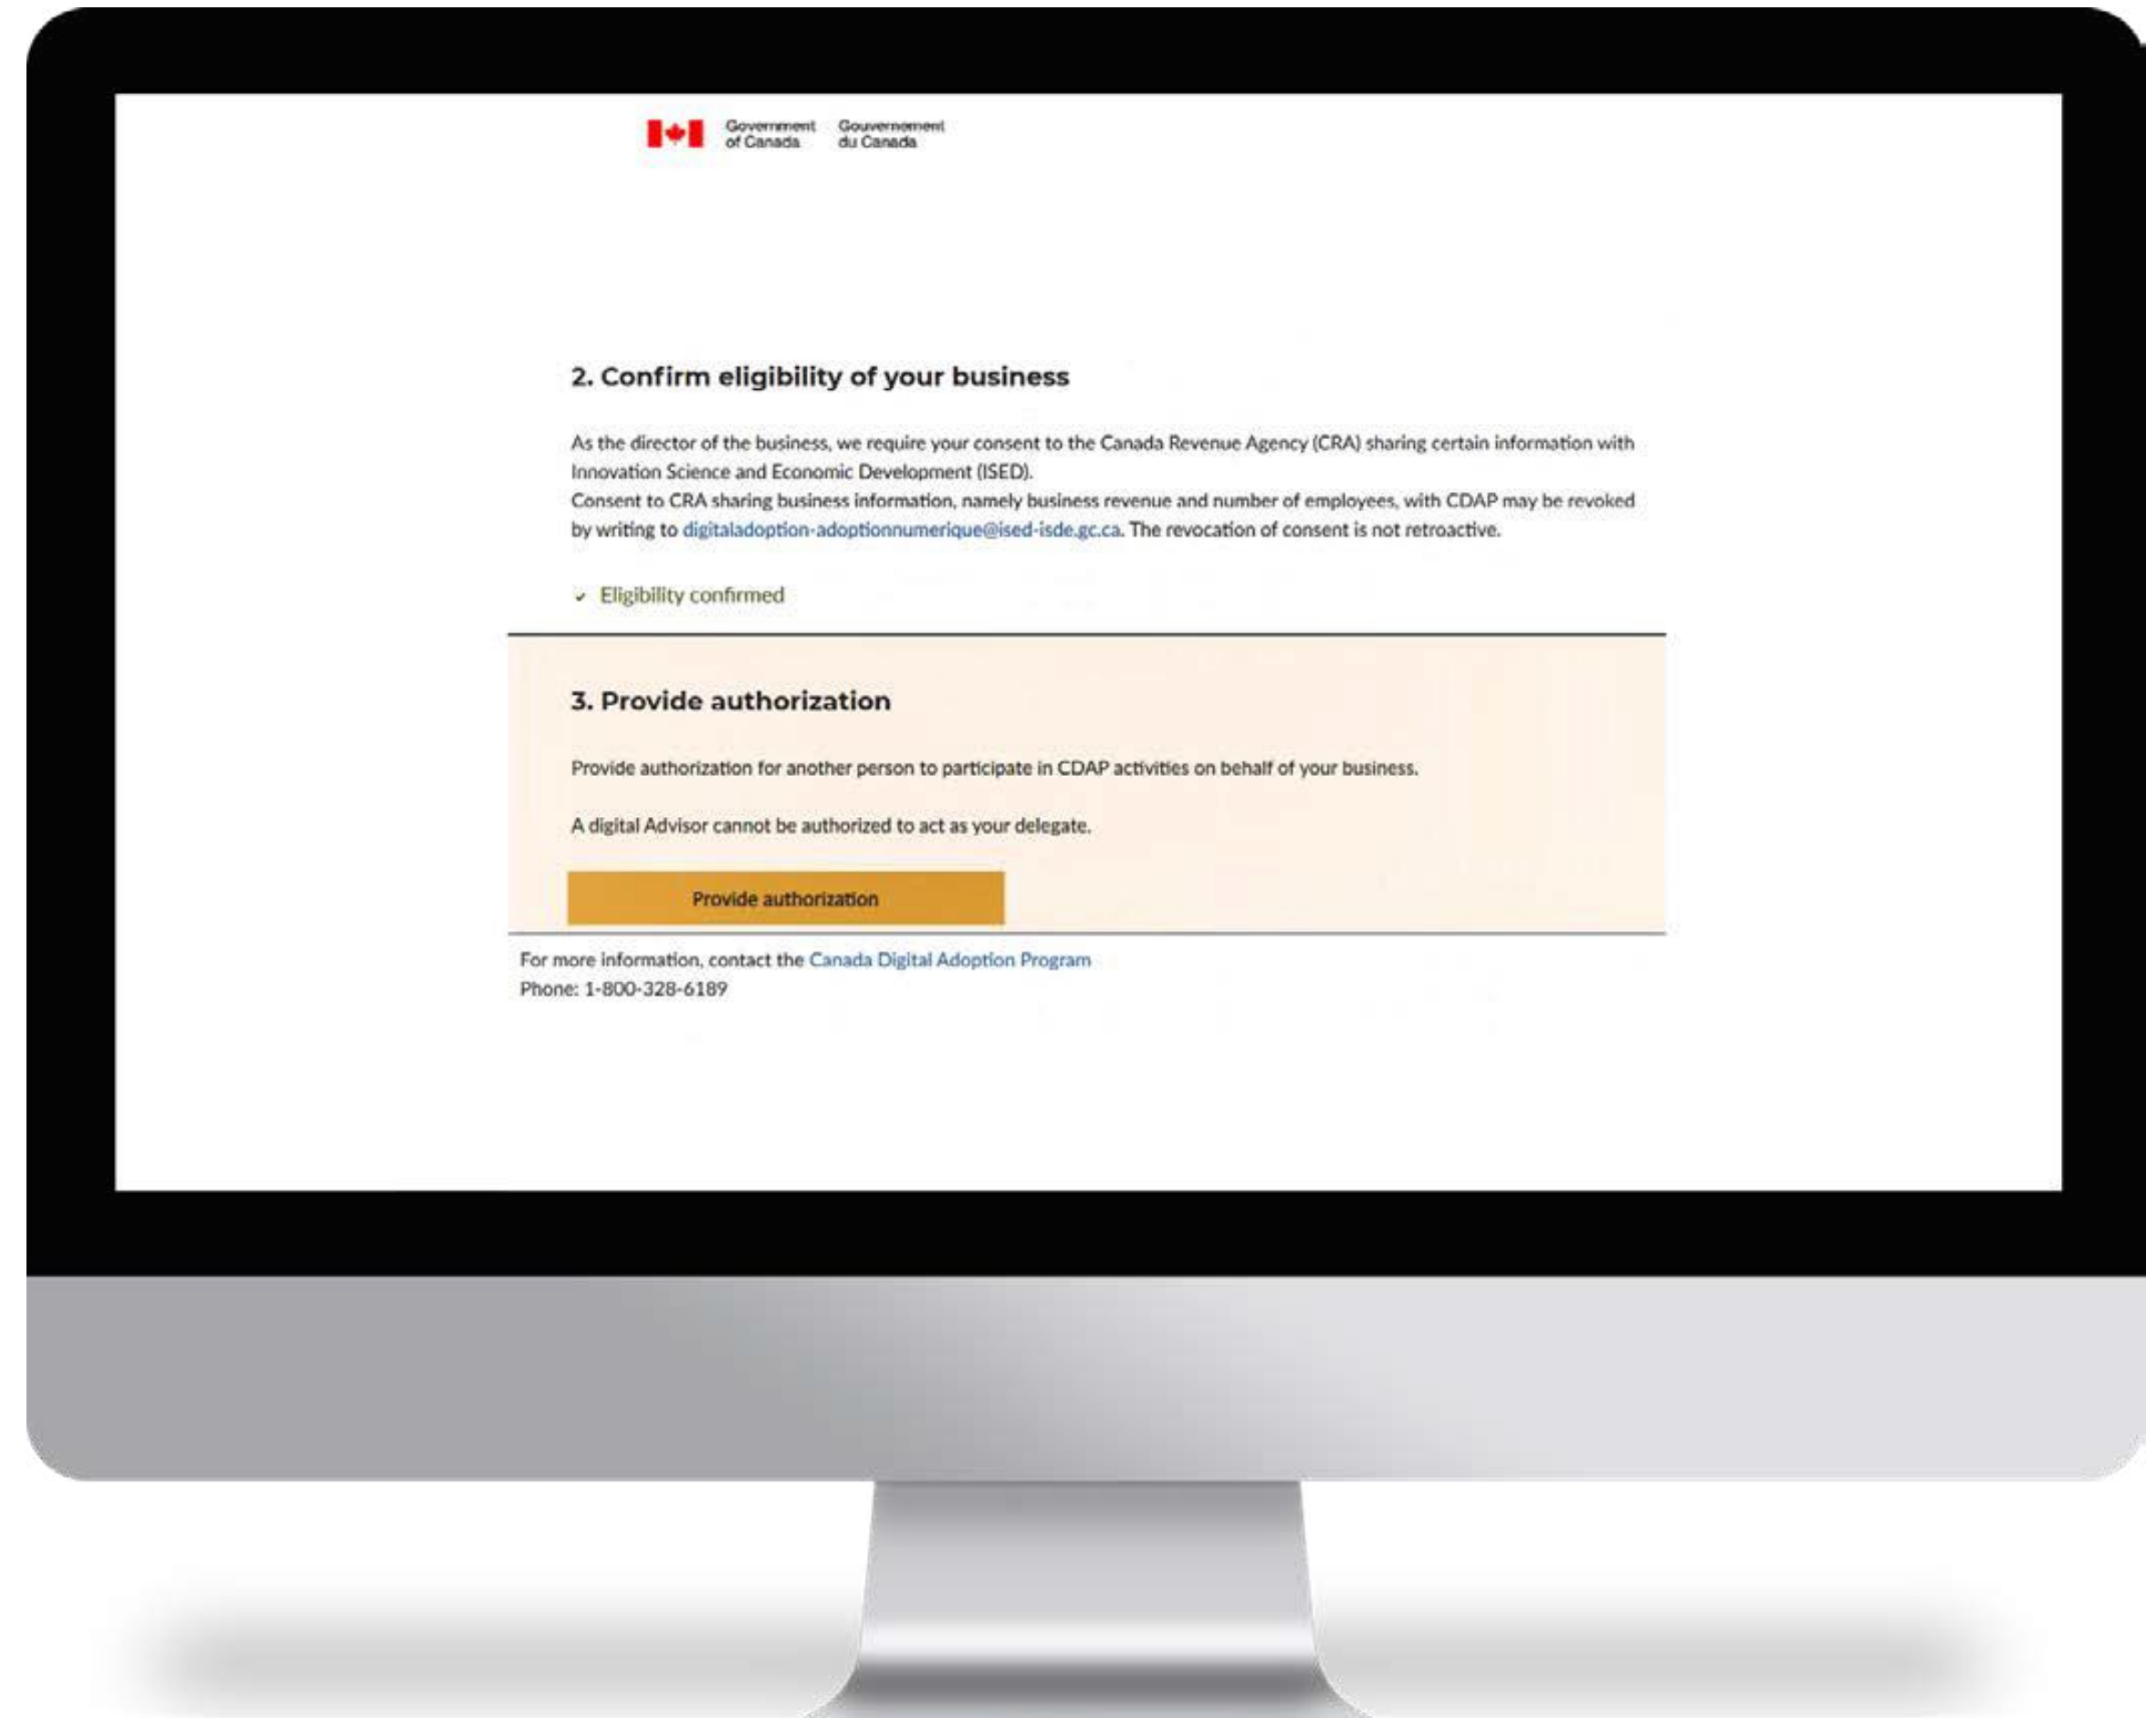 Government of Canada
Gouvernement du Canada
2. Confirm eligibility of your business
As the director of the business, we require your consent to the Canada Revenue Agency (CRA) sharing certain information with
Innovation Science and Economic Development (ISED).
Consent to CRA sharing business information, namely business revenue and number of employees, with CDAP may be revoked
by writing to digitaladoption-adoptionnumerique@ised-isde.gc.ca. The revocation of consent is not retroactive.
✓ Eligibility confirmed
3. Provide authorization
Provide authorization for another person to participate in CDAP activities on behalf of your business.
A digital Advisor cannot be authorized to act as your delegate.
Provide authorization
For more information, contact the Canada Digital Adoption Program
Phone: 1-800-328-6189